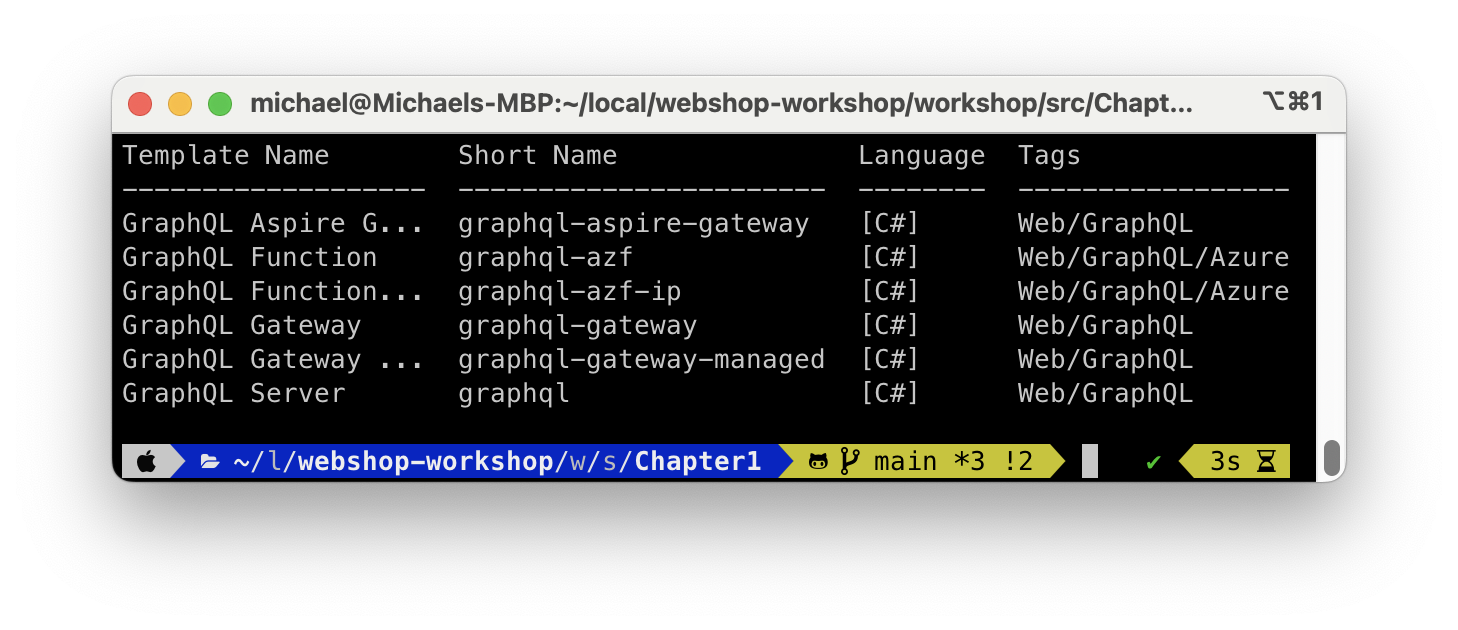 michael@Michaels-MBP:~/local/webshop-workshop/workshop/src/Chapt... ⌥⌘1
Template Name Short Name Language Tags
------------------- ----------------------- -------- -----------------
GraphQL Aspire G... graphql-aspire-gateway [C#] Web/GraphQL
GraphQL Function graphql-azf [C#] Web/GraphQL/Azure
GraphQL Function... graphql-azf-ip [C#] Web/GraphQL/Azure
GraphQL Gateway graphql-gateway [C#] Web/GraphQL
GraphQL Gateway ... graphql-gateway-managed [C#] Web/GraphQL
GraphQL Server graphql [C#] Web/GraphQL
~/l/webshop-workshop/w/s/Chapter1 main *3 !2 ✔ 3s